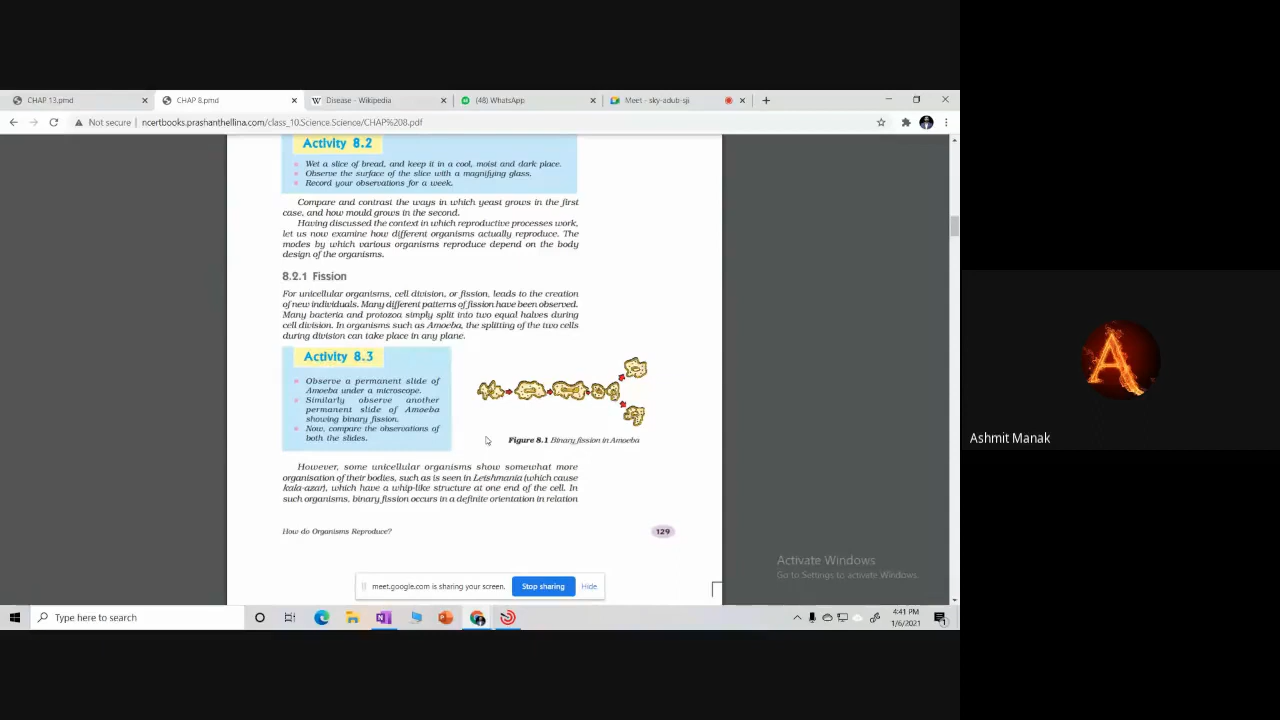 CHAP 13.pmd
CHAP 8.pmd
Disease - Wikipedia
(48) WhatsApp
Meet - sky-adub-sji
Not secure
ncertbooks.prashanthellina.com/class_10.Science.Science/CHAP%208.pdf
Activity 8.2
Wet a slice of bread, and keep it in a cool, moist and dark place.
Observe the surface of the slice with a magnifying glass.
Record your observations for a week.
Compare and contrast the ways in which yeast grows in the first
case, and how mould grows in the second.
Having discussed the context in which reproductive processes work,
let us now examine how different organisms actually reproduce. The
modes by which various organisms reproduce depend on the body
design of the organisms.
8.2.1 Fission
For unicellular organisms, cell division, or fission, leads to the creation
of new individuals. Many different patterns of fission have been observed.
Many bacteria and protozoa simply split into two equal halves during
cell division. In organisms such as Amoeba, the splitting of the two cells
during division can take place in any plane.
Activity 8.3
Observe a permanent slide of
Amoeba under a microscope.
Similarly observe another
permanent slide of Amoeba
showing binary fission.
Now, compare the observations of
both the slides.
Figure 8.1 Binary fission in Amoeba
However, some unicellular organisms show somewhat more
organisation of their bodies, such as is seen in Leishmania (which cause
kala-azar), which have a whip-like structure at one end of the cell. In
such organisms, binary fission occurs in a definite orientation in relation
How do Organisms Reproduce?
129
Ashmit Manak
Activate Windows
Go to Settings to activate Windows.
meet.google.com is sharing your screen.
Stop sharing
Hide
Type here to search
4:41 PM
1/6/2021